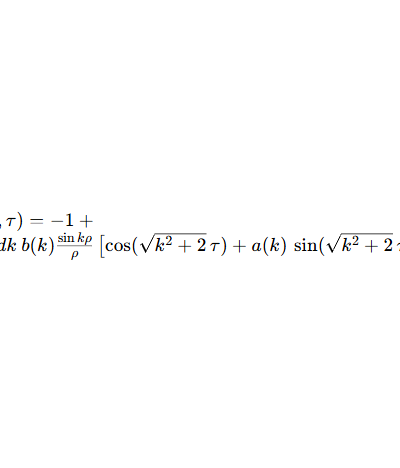 , τ) = −1 +
dk b(k) sin kρ / ρ [cos(√(k² + 2) τ) + a(k) sin(√(k² + 2)